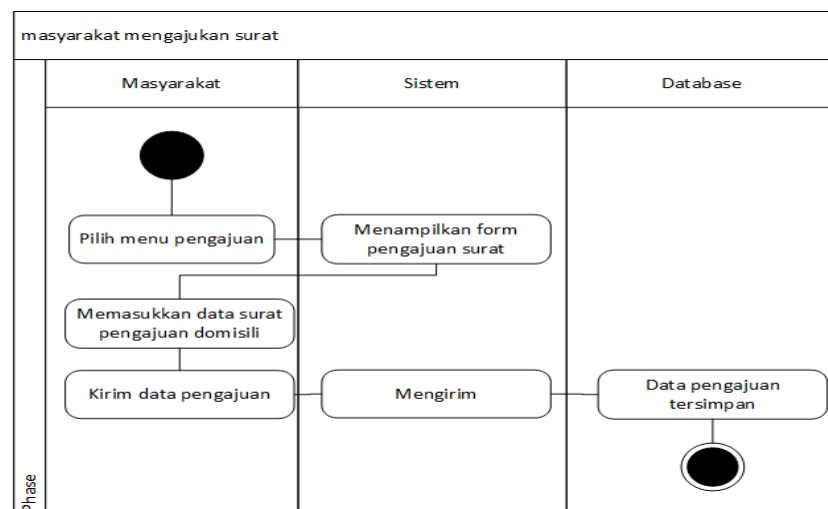 masyarakat mengajukan surat
Masyarakat
Sistem
Database
Pilih menu pengajuan
Menampilkan form
pengajuan surat
Memasukkan data surat
pengajuan domisili
Kirim data pengajuan
Mengirim
Data pengajuan
tersimpan
Phase